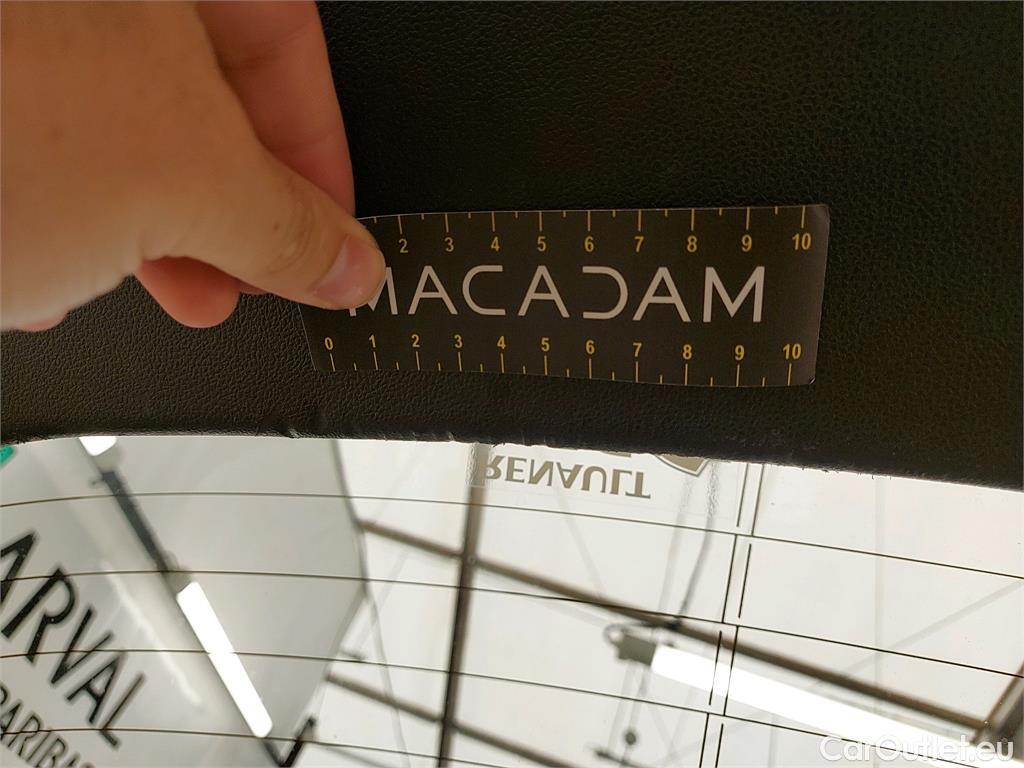 2 3 4 5 6 7 8 9 10
MACADAM
0 1 2 3 4 5 6 7 8 9 10
RENAULT
ARVAL
PARIBA
CarOutlet.eu